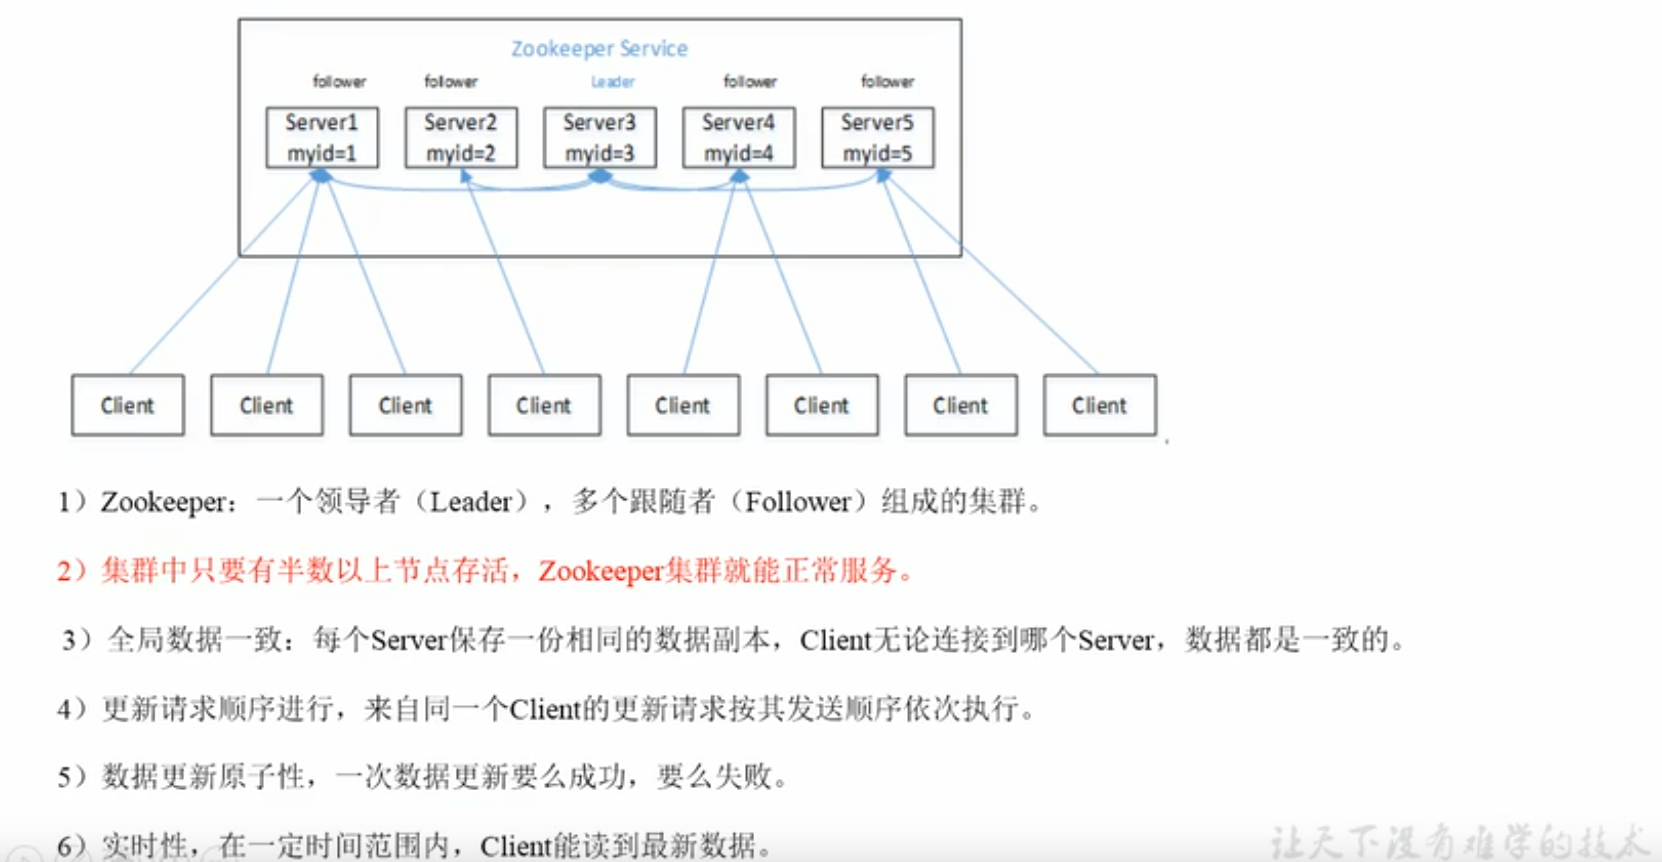 Zookeeper Service
follower follower Leader follower follower
Server1 Server2 Server3 Server4 Server5
myid=1 myid=2 myid=3 myid=4 myid=5
Client Client Client Client Client Client Client Client
1）Zookeeper：一个领导者（Leader），多个跟随者（Follower）组成的集群。
2）集群中只要有半数以上节点存活，Zookeeper集群就能正常服务。
3）全局数据一致：每个Server保存一份相同的数据副本，Client无论连接到哪个Server，数据都是一致的。
4）更新请求顺序进行，来自同一个Client的更新请求按其发送顺序依次执行。
5）数据更新原子性，一次数据更新要么成功，要么失败。
6）实时性，在一定时间范围内，Client能读到最新数据。
让天下没有难学的技术